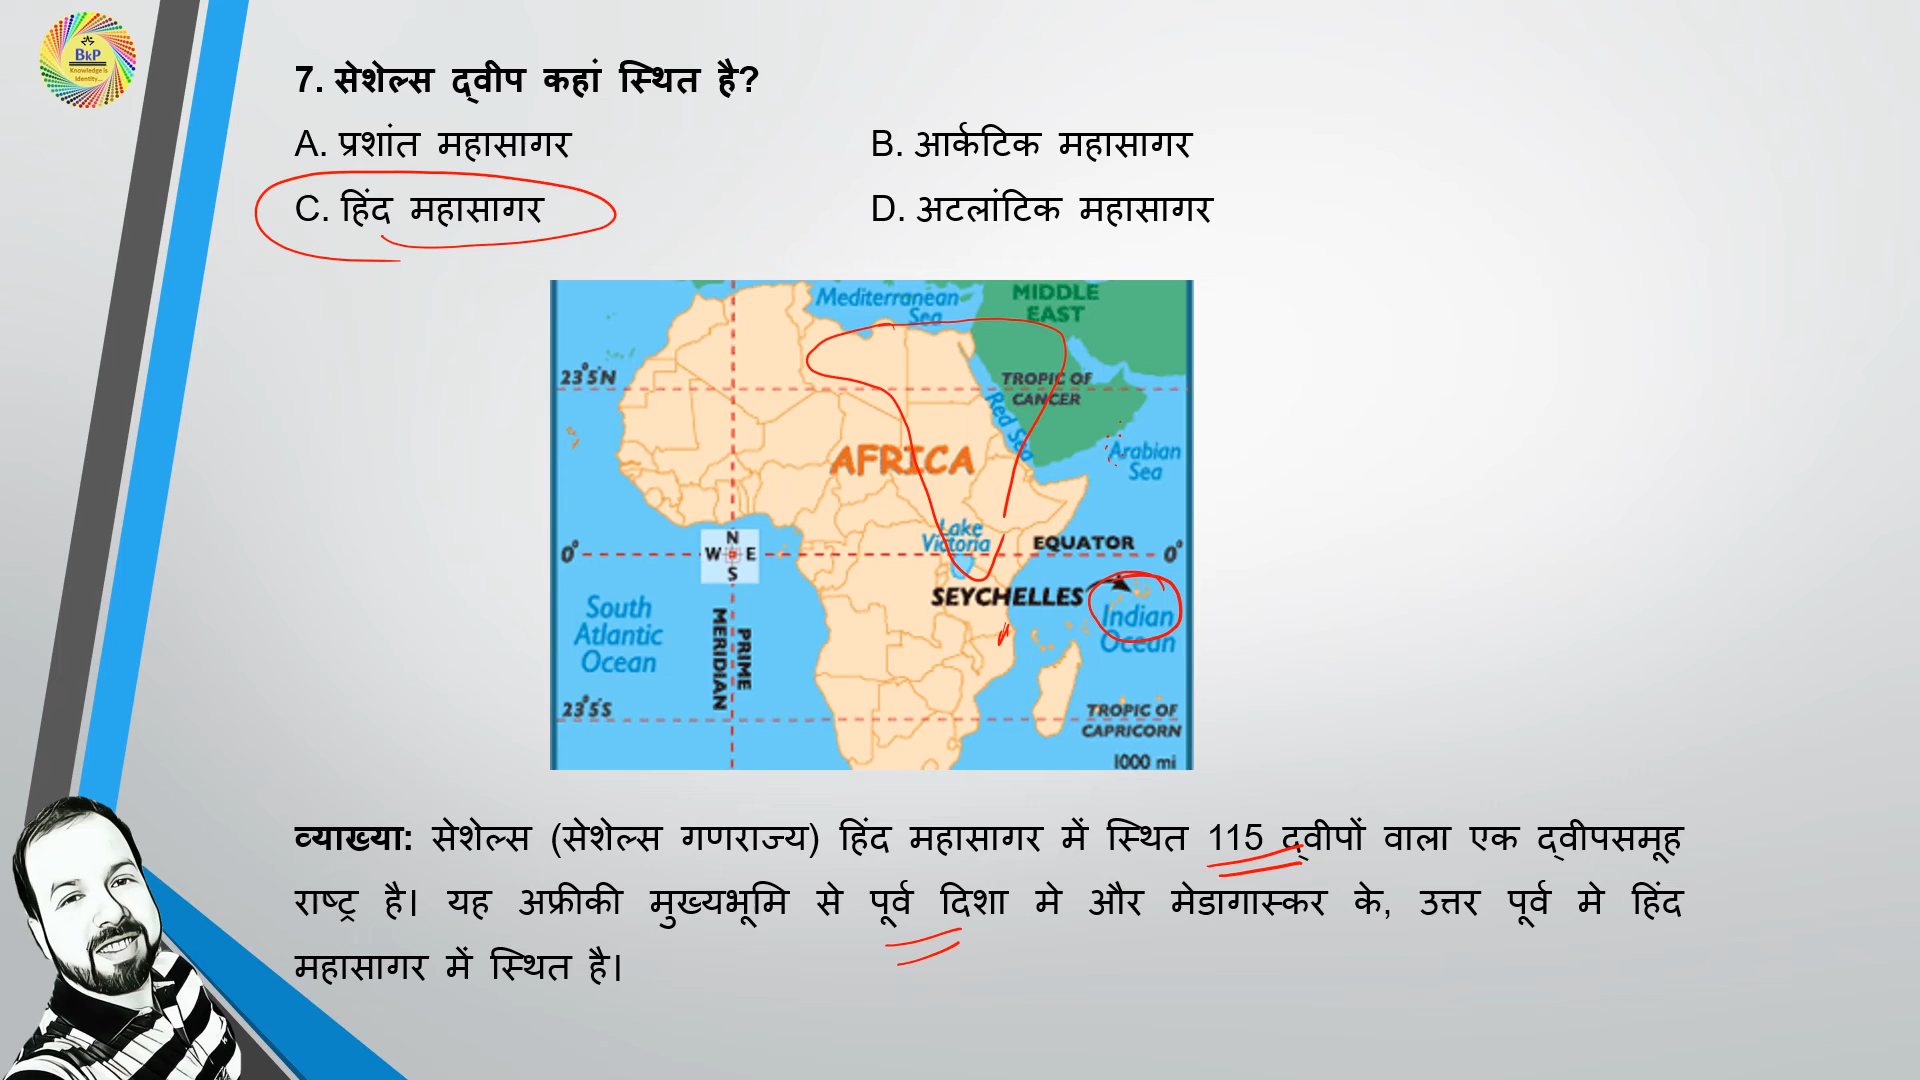 BkP
Knowledge is
Identity...
7. सेशेल्स द्वीप कहां स्थित है?
A. प्रशांत महासागर
B. आर्कटिक महासागर
C. हिंद महासागर
D. अटलांटिक महासागर
Mediterranean
Sea
MIDDLE
EAST
23°5'N
TROPIC OF
CANCER
Red Sea
AFRICA
Arabian
Sea
Lake
Victoria
N
W E
S
0°
EQUATOR
0°
SEYCHELLES
Indian
Ocean
South
Atlantic
Ocean
PRIME
MERIDIAN
23°5'S
TROPIC OF
CAPRICORN
1000 mi
व्याख्या: सेशेल्स (सेशेल्स गणराज्य) हिंद महासागर में स्थित 115 द्वीपों वाला एक द्वीपसमूह
राष्ट्र है। यह अफ्रीकी मुख्यभूमि से पूर्व दिशा मे और मेडागास्कर के, उत्तर पूर्व मे हिंद
महासागर में स्थित है।